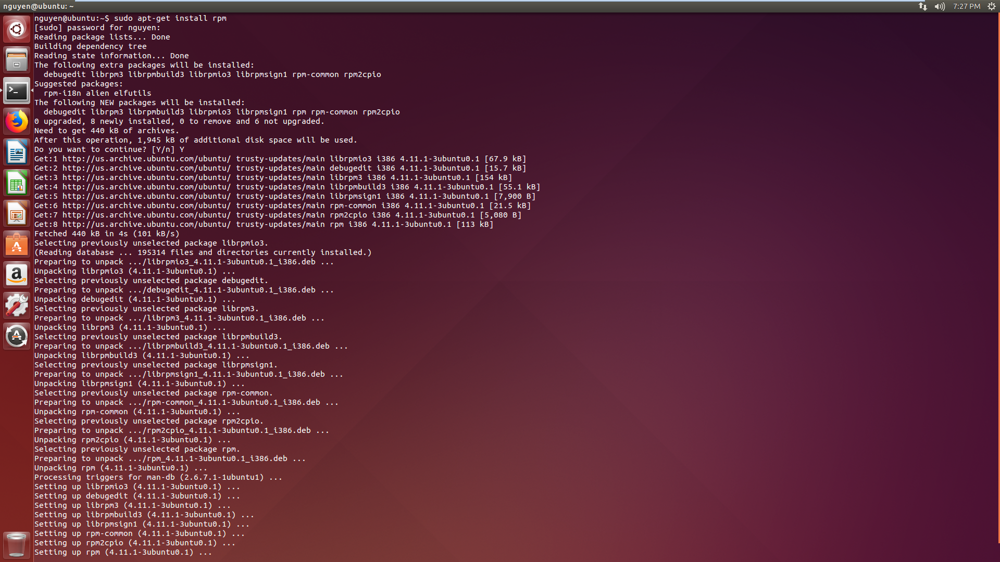 nguyen@ubuntu: ~
7:27 PM
nguyen@ubuntu:~$ sudo apt-get install rpm
[sudo] password for nguyen:
Reading package lists... Done
Building dependency tree
Reading state information... Done
The following extra packages will be installed:
  debugedit librpm3 librpmbuild3 librpmio3 librpmsign1 rpm-common rpm2cpio
Suggested packages:
  rpm-i18n alien elfutils
The following NEW packages will be installed:
  debugedit librpm3 librpmbuild3 librpmio3 librpmsign1 rpm rpm-common rpm2cpio
0 upgraded, 8 newly installed, 0 to remove and 6 not upgraded.
Need to get 440 kB of archives.
After this operation, 1,945 kB of additional disk space will be used.
Do you want to continue? [Y/n] Y
Get:1 http://us.archive.ubuntu.com/ubuntu/ trusty-updates/main librpmio3 i386 4.11.1-3ubuntu0.1 [67.9 kB]
Get:2 http://us.archive.ubuntu.com/ubuntu/ trusty-updates/main debugedit i386 4.11.1-3ubuntu0.1 [15.7 kB]
Get:3 http://us.archive.ubuntu.com/ubuntu/ trusty-updates/main librpm3 i386 4.11.1-3ubuntu0.1 [154 kB]
Get:4 http://us.archive.ubuntu.com/ubuntu/ trusty-updates/main librpmbuild3 i386 4.11.1-3ubuntu0.1 [55.1 kB]
Get:5 http://us.archive.ubuntu.com/ubuntu/ trusty-updates/main librpmsign1 i386 4.11.1-3ubuntu0.1 [7,900 B]
Get:6 http://us.archive.ubuntu.com/ubuntu/ trusty-updates/main rpm-common i386 4.11.1-3ubuntu0.1 [21.5 kB]
Get:7 http://us.archive.ubuntu.com/ubuntu/ trusty-updates/main rpm2cpio i386 4.11.1-3ubuntu0.1 [5,080 B]
Get:8 http://us.archive.ubuntu.com/ubuntu/ trusty-updates/main rpm i386 4.11.1-3ubuntu0.1 [113 kB]
Fetched 440 kB in 4s (101 kB/s)
Selecting previously unselected package librpmio3.
(Reading database ... 195314 files and directories currently installed.)
Preparing to unpack .../librpmio3_4.11.1-3ubuntu0.1_i386.deb ...
Unpacking librpmio3 (4.11.1-3ubuntu0.1) ...
Selecting previously unselected package debugedit.
Preparing to unpack .../debugedit_4.11.1-3ubuntu0.1_i386.deb ...
Unpacking debugedit (4.11.1-3ubuntu0.1) ...
Selecting previously unselected package librpm3.
Preparing to unpack .../librpm3_4.11.1-3ubuntu0.1_i386.deb ...
Unpacking librpm3 (4.11.1-3ubuntu0.1) ...
Selecting previously unselected package librpmbuild3.
Preparing to unpack .../librpmbuild3_4.11.1-3ubuntu0.1_i386.deb ...
Unpacking librpmbuild3 (4.11.1-3ubuntu0.1) ...
Selecting previously unselected package librpmsign1.
Preparing to unpack .../librpmsign1_4.11.1-3ubuntu0.1_i386.deb ...
Unpacking librpmsign1 (4.11.1-3ubuntu0.1) ...
Selecting previously unselected package rpm-common.
Preparing to unpack .../rpm-common_4.11.1-3ubuntu0.1_i386.deb ...
Unpacking rpm-common (4.11.1-3ubuntu0.1) ...
Selecting previously unselected package rpm2cpio.
Preparing to unpack .../rpm2cpio_4.11.1-3ubuntu0.1_i386.deb ...
Unpacking rpm2cpio (4.11.1-3ubuntu0.1) ...
Selecting previously unselected package rpm.
Preparing to unpack .../rpm_4.11.1-3ubuntu0.1_i386.deb ...
Unpacking rpm (4.11.1-3ubuntu0.1) ...
Processing triggers for man-db (2.6.7.1-1ubuntu1) ...
Setting up librpmio3 (4.11.1-3ubuntu0.1) ...
Setting up debugedit (4.11.1-3ubuntu0.1) ...
Setting up librpm3 (4.11.1-3ubuntu0.1) ...
Setting up librpmbuild3 (4.11.1-3ubuntu0.1) ...
Setting up librpmsign1 (4.11.1-3ubuntu0.1) ...
Setting up rpm-common (4.11.1-3ubuntu0.1) ...
Setting up rpm2cpio (4.11.1-3ubuntu0.1) ...
Setting up rpm (4.11.1-3ubuntu0.1) ...